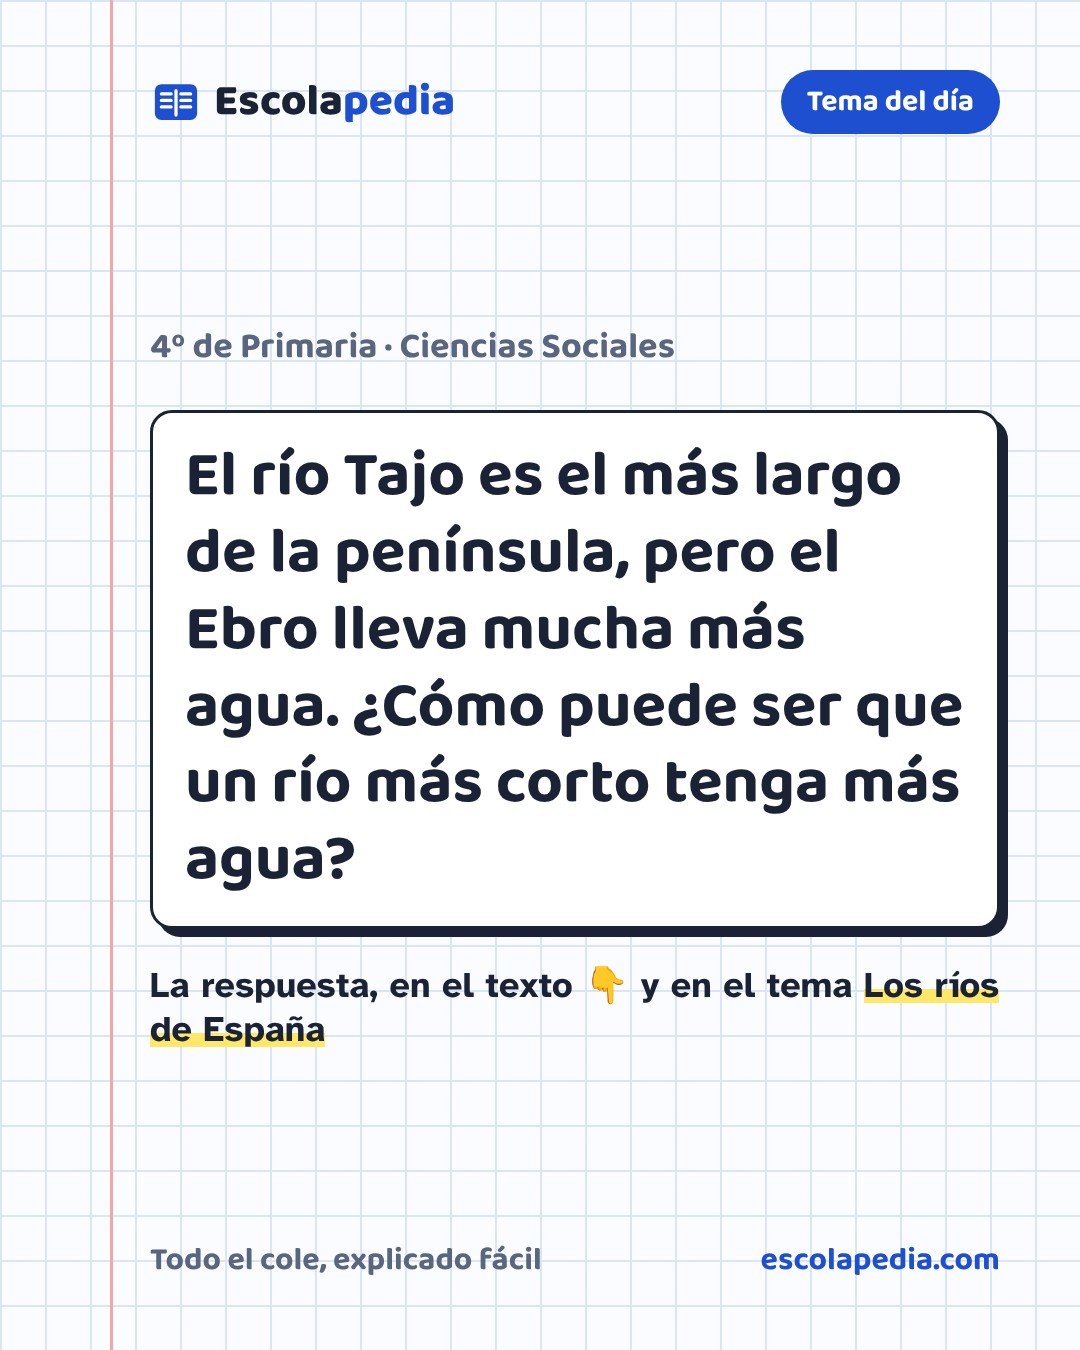 Escolapedia
Tema del día
4º de Primaria · Ciencias Sociales
El río Tajo es el más largo
de la península, pero el
Ebro lleva mucha más
agua. ¿Cómo puede ser que
un río más corto tenga más
agua?
La respuesta, en el texto 👇 y en el tema Los ríos
de España
Todo el cole, explicado fácil
escolapedia.com